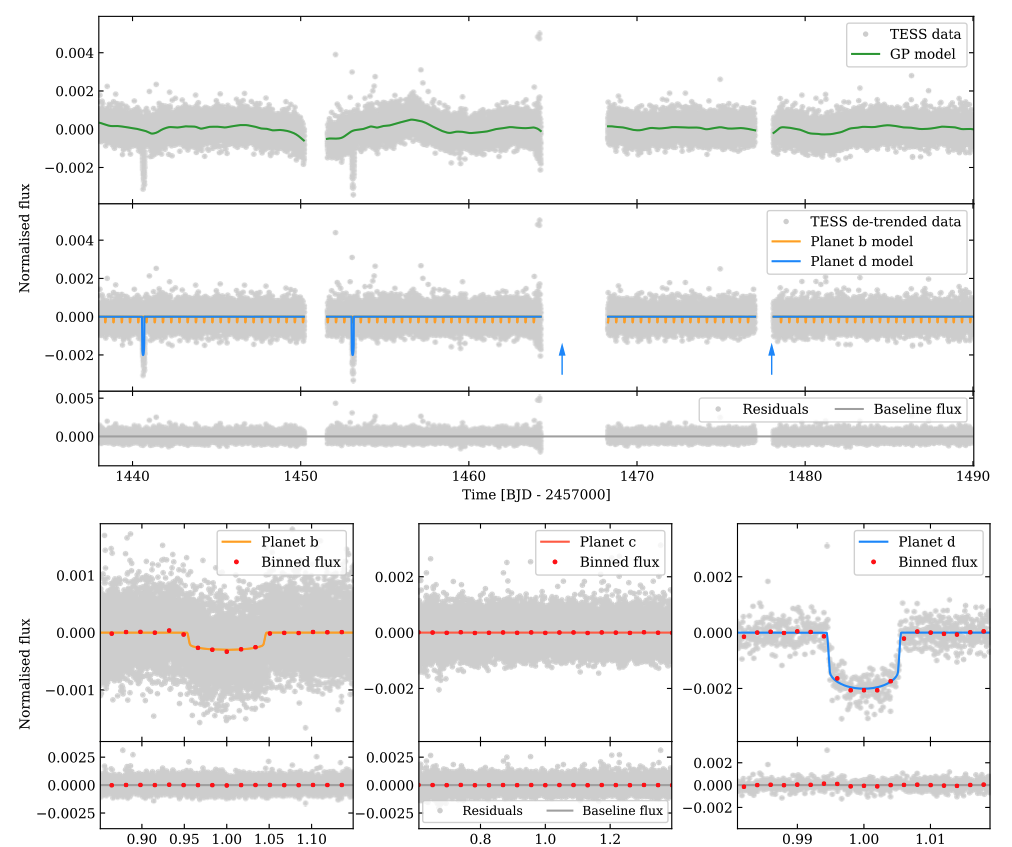 TESS data
GP model
0.004
0.002
0.000
−0.002
Normalised flux
TESS de-trended data
Planet b model
Planet d model
0.004
0.002
0.000
−0.002
Residuals
Baseline flux
0.005
0.000
1440
1450
1460
1470
1480
1490
Time [BJD - 2457000]
Normalised flux
Planet b
Binned flux
0.001
0.000
−0.001
0.0025
0.0000
−0.0025
0.90
0.95
1.00
1.05
1.10
Planet c
Binned flux
0.002
0.000
−0.002
Residuals
Baseline flux
0.0025
0.0000
−0.0025
0.8
1.0
1.2
Planet d
Binned flux
0.002
0.000
−0.002
0.002
0.000
−0.002
0.99
1.00
1.01